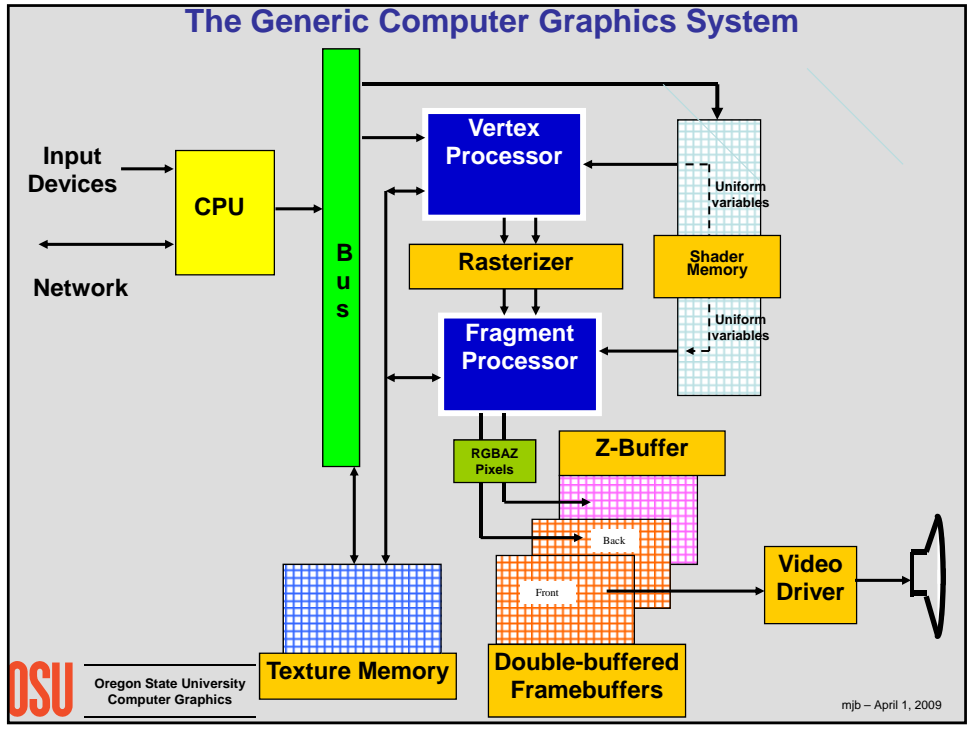 The Generic Computer Graphics System
Input
Devices
Network
CPU
B
u
s
Vertex
Processor
Rasterizer
Fragment
Processor
Uniform
variables
Shader
Memory
Uniform
variables
RGBAZ
Pixels
Z-Buffer
Back
Front
Double-buffered
Framebuffers
Video
Driver
Texture Memory
OSU
Oregon State University
Computer Graphics
mjb – April 1, 2009